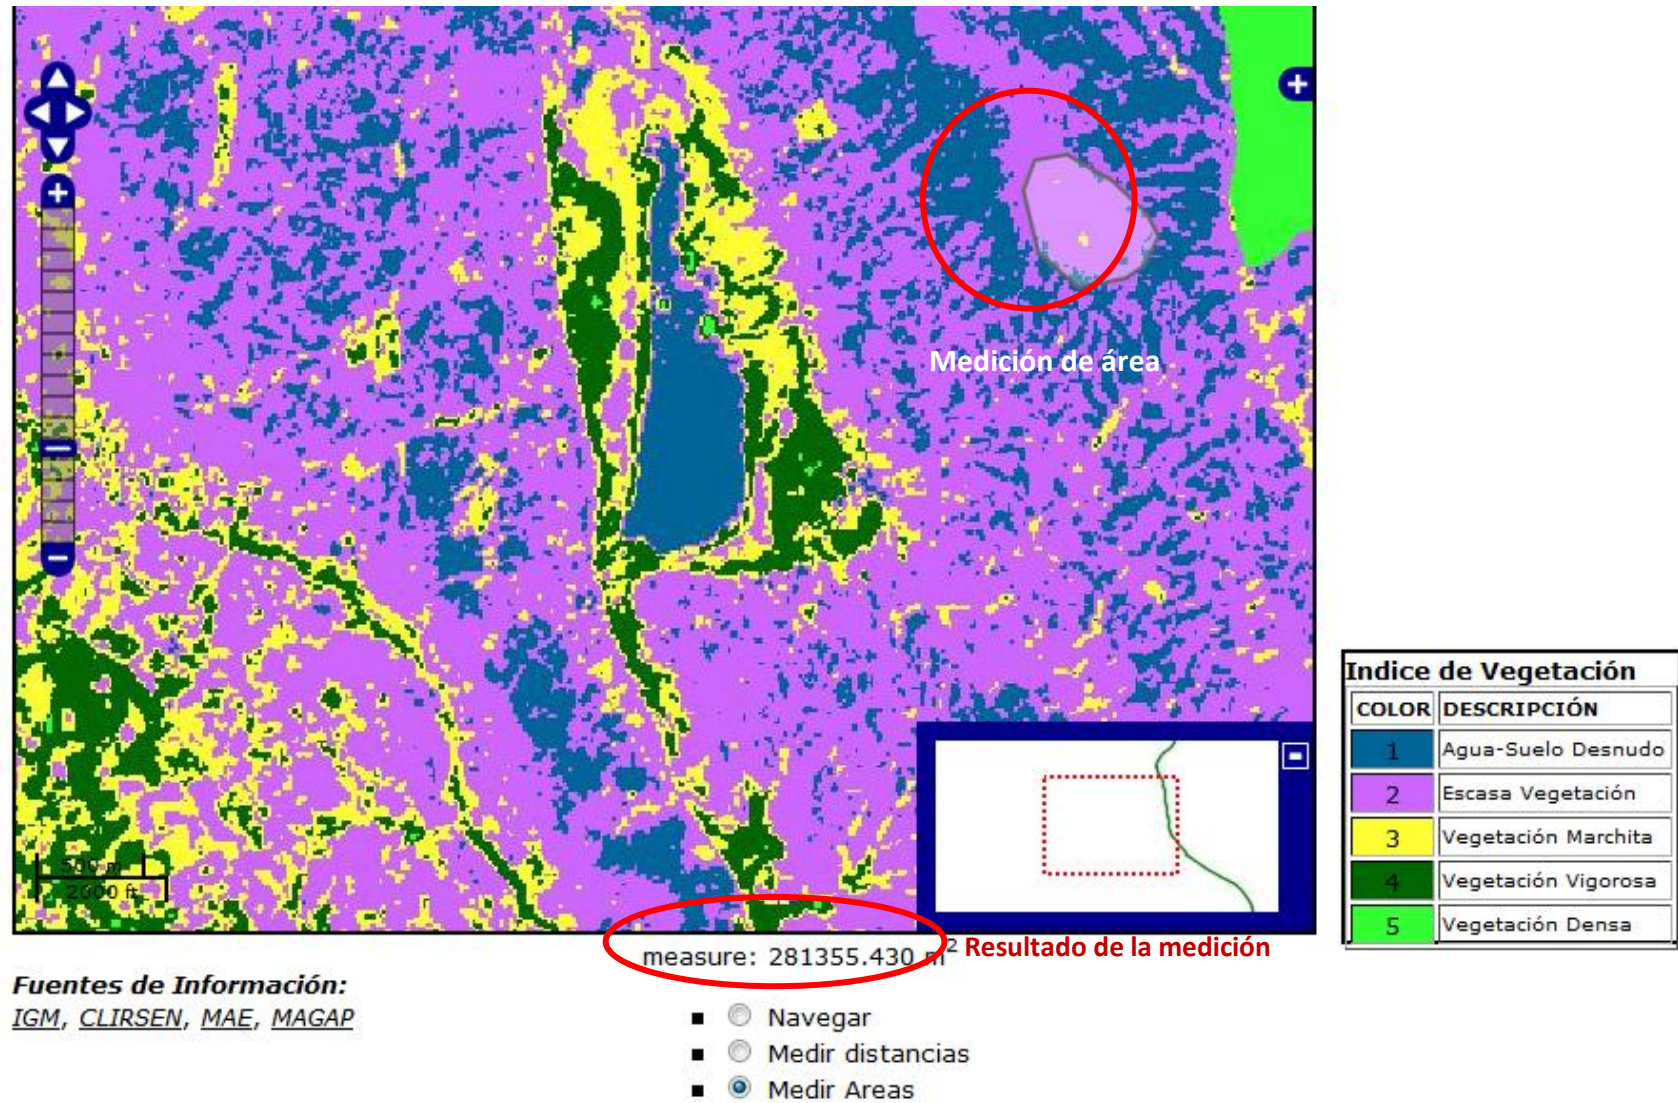 Medición de área
500 m
2000 ft
measure: 281355.430 m2 Resultado de la medición
Indice de Vegetación
COLOR DESCRIPCIÓN
1 Agua-Suelo Desnudo
2 Escasa Vegetación
3 Vegetación Marchita
4 Vegetación Vigorosa
5 Vegetación Densa
Fuentes de Información:
IGM, CLIRSEN, MAE, MAGAP
Navegar
Medir distancias
Medir Areas